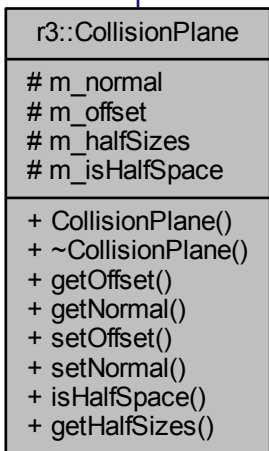 r3::CollisionPlane
# m_normal
# m_offset
# m_halfSizes
# m_isHalfSpace
+ CollisionPlane()
+ ~CollisionPlane()
+ getOffset()
+ getNormal()
+ setOffset()
+ setNormal()
+ isHalfSpace()
+ getHalfSizes()